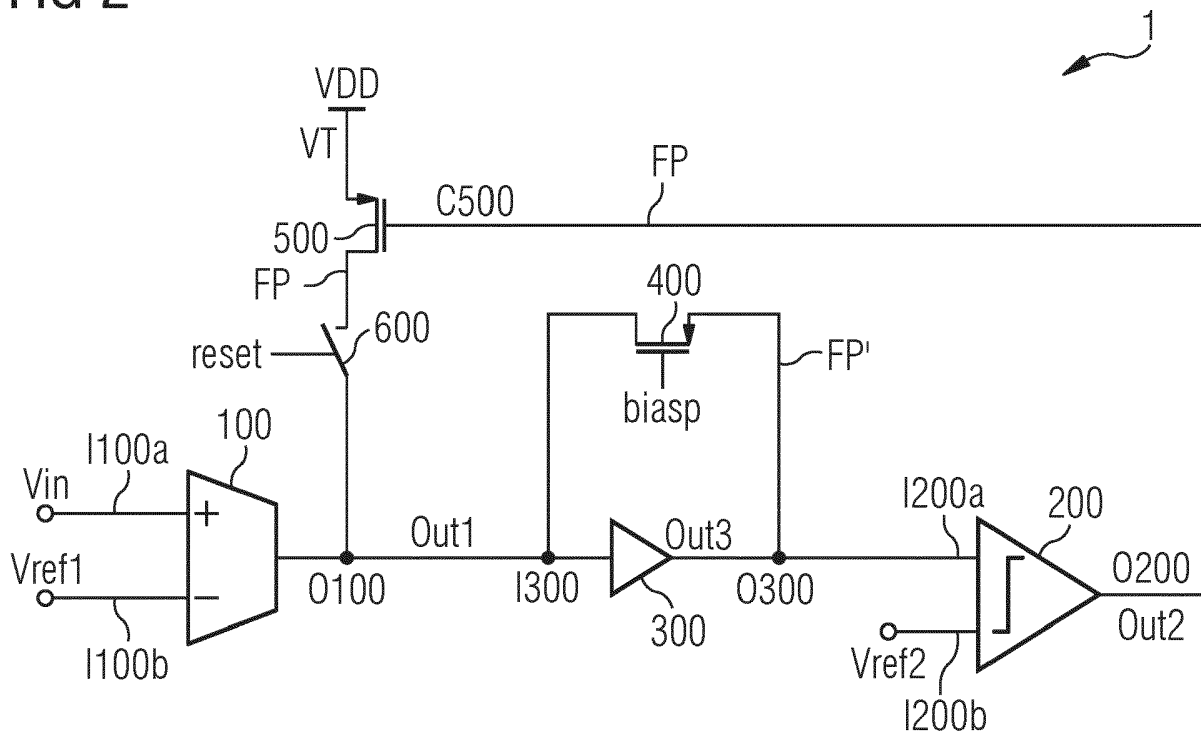 FIG 2
1
VDD
VT
FP
C500
500
FP
400
600
reset
FP'
biasp
100
I100a
Vin
+
Out1
Out3
I200a
200
Vref1
−
O100
I300
O300
O200
300
Out2
I100b
Vref2
I200b